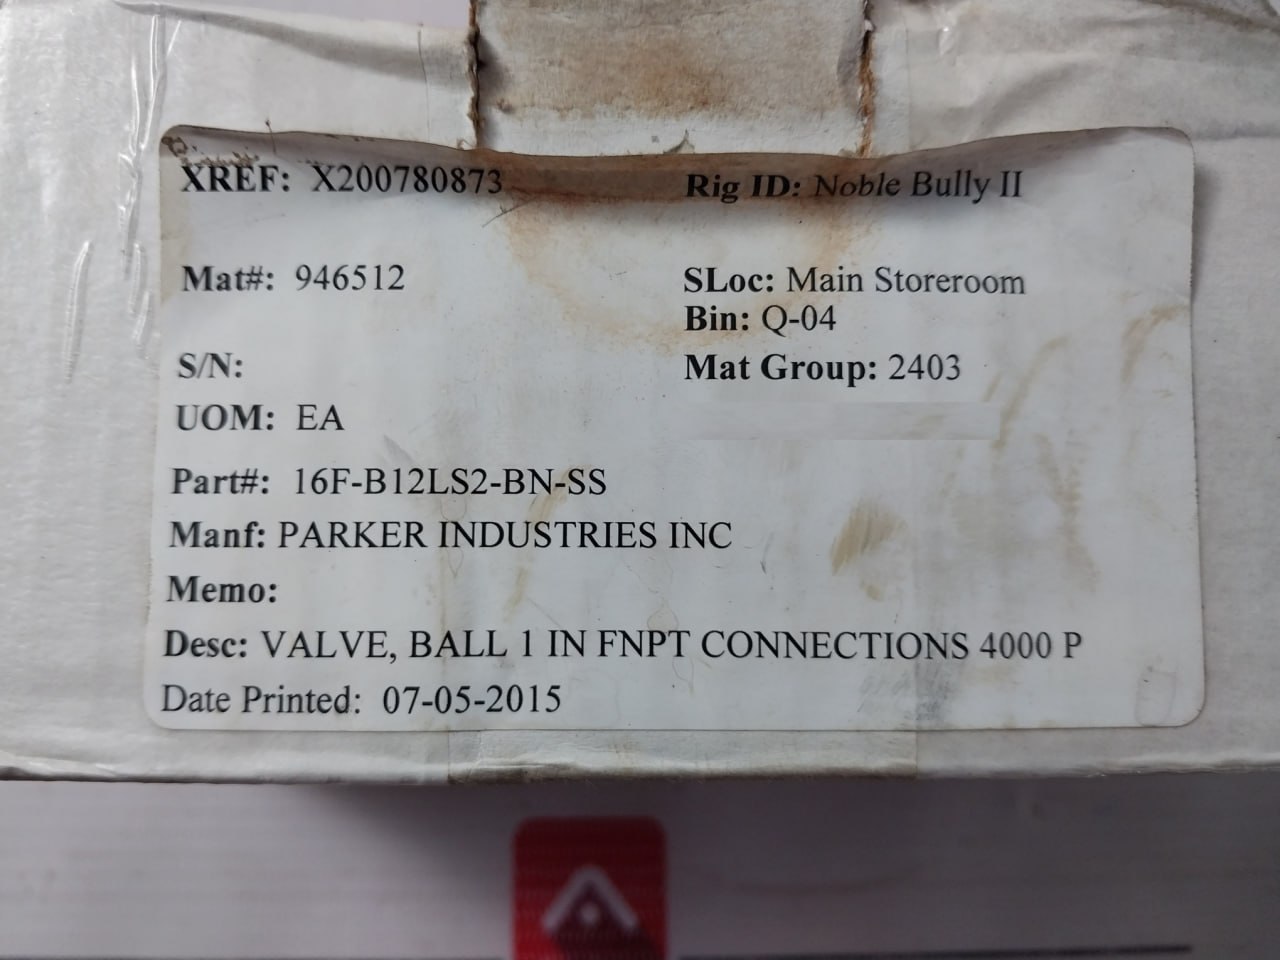 XREF: X200780873 Rig ID: Noble Bully II
Mat#: 946512 SLoc: Main Storeroom
Bin: Q-04
S/N: Mat Group: 2403
UOM: EA
Part#: 16F-B12LS2-BN-SS
Manf: PARKER INDUSTRIES INC
Memo:
Desc: VALVE, BALL 1 IN FNPT CONNECTIONS 4000 P
Date Printed: 07-05-2015